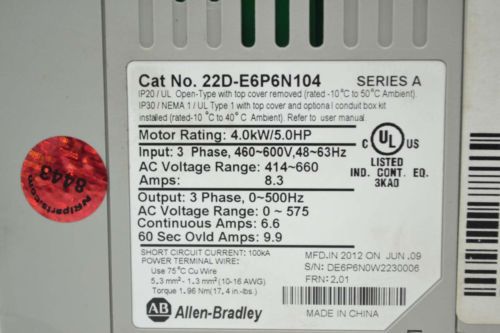 Cat No. 22D-E6P6N104 SERIES A
IP20 / UL Open-Type with top cover removed (rated -10°C to 50°C Ambient).
IP30 / NEMA 1 / UL Type 1 with top cover and optional conduit box kit
installed (rated-10 °C to 40°C Ambient). Refer to user manual.
Motor Rating: 4.0kW/5.0HP
Input: 3 Phase, 460~600V,48~63Hz
AC Voltage Range: 414~660
Amps: 8.3
C UL US
LISTED
IND. CONT. EQ.
3KA0
Output: 3 Phase, 0~500Hz
AC Voltage Range: 0 ~ 575
Continuous Amps: 6.6
60 Sec Ovld Amps: 9.9
SHORT CIRCUIT CURRENT: 100kA
POWER TERMINAL WIRE:
Use 75°C Cu Wire
5.3 mm² - 1.3 mm² (10-16 AWG)
Torque 1.96 Nm(17.4 in-lbs.)
MFD.IN 2012 ON JUN.09
S/N: DE6P6N0W2230006
FRN: 2.01
AB Allen-Bradley MADE IN CHINA
NRIparts.com
8443